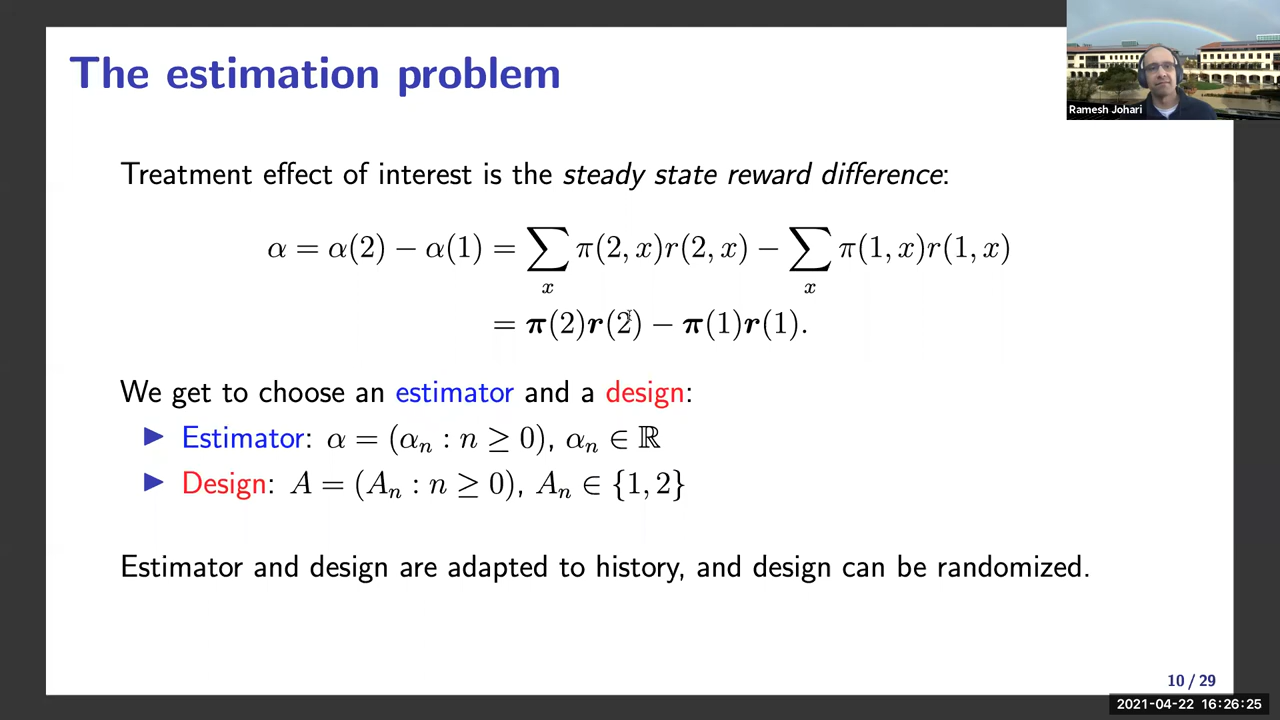 The estimation problem
Ramesh Johari
Treatment effect of interest is the steady state reward difference:
α = α(2) − α(1) = ∑ π(2, x)r(2, x) − ∑ π(1, x)r(1, x)
x x
= π(2)r(2) − π(1)r(1).
We get to choose an estimator and a design:
▶ Estimator: α = (αₙ : n ≥ 0), αₙ ∈ ℝ
▶ Design: A = (Aₙ : n ≥ 0), Aₙ ∈ {1, 2}
Estimator and design are adapted to history, and design can be randomized.
10 / 29
2021-04-22 16:26:25